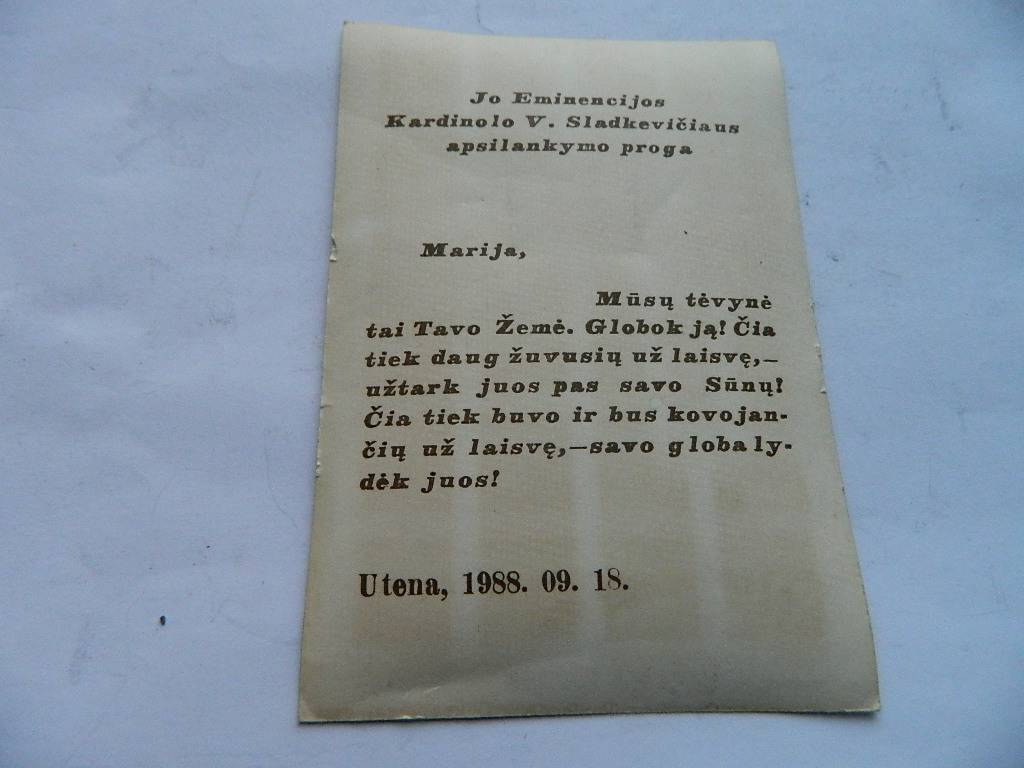 Jo Eminencijos
Kardinolo V. Sladkevičiaus
apsilankymo proga
Marija,
Mūsų tėvynė
tai Tavo Žemė. Globok ją! Čia
tiek daug žuvusių už laisvę,—
užtark juos pas savo Sūnų!
Čia tiek buvo ir bus kovojan-
čių už laisvę,—savo globa ly-
dėk juos!
Utena, 1988. 09. 18.